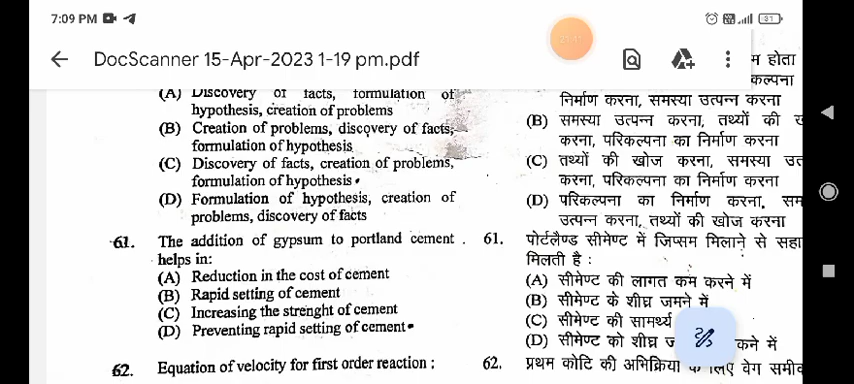 7:09 PM
31
DocScanner 15-Apr-2023 1-19 pm.pdf
(A) Discovery of facts, formulation of
hypothesis, creation of problems
(B) Creation of problems, discovery of facts,
formulation of hypothesis
(C) Discovery of facts, creation of problems,
formulation of hypothesis
(D) Formulation of hypothesis, creation of
problems, discovery of facts
61. The addition of gypsum to portland cement
helps in:
(A) Reduction in the cost of cement
(B) Rapid setting of cement
(C) Increasing the strenght of cement
(D) Preventing rapid setting of cement
62. Equation of velocity for first order reaction :
होता
निर्माण करना, समस्या उत्पन्न करना
(B) समस्या उत्पन्न करना, तथ्यों की
करना, परिकल्पना का निर्माण करना
(C) तथ्यों की खोज करना, समस्या
करना, परिकल्पना का निर्माण करना
(D) परिकल्पना का निर्माण करना,
उत्पन्न करना, तथ्यों की खोज करना
61. पोर्टलैण्ड सीमेण्ट में जिप्सम मिलाने से
मिलती है :
(A) सीमेण्ट की लागत कम करने में
(B) सीमेण्ट के शीघ्र जमने में
(C) सीमेण्ट की सामर्थ्य
(D) सीमेण्ट को शीघ्र में
62. प्रथम कोटि की अभिक्रिया के लिए वेग